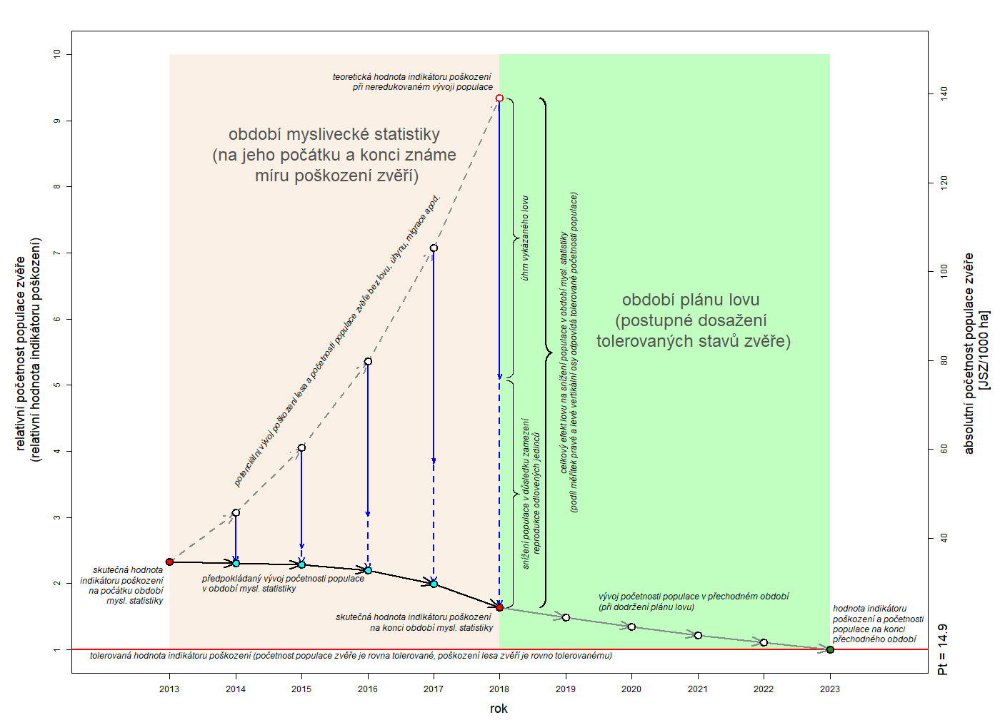 teoretická hodnota indikátoru poškození
při neredukovaném vývoji populace
období myslivecké statistiky
(na jeho počátku a konci známe
míru poškození zvěří)
potenciální vývoj poškození lesa a početnosti populace zvěře bez lovu, úhynu, migrace apod.
úhrn vykázaného lovu
snížení populace v důsledku zamezení
reprodukce odlovených jedinců
celkový efekt lovu na snížení populace v období mysl. statistiky
(podíl měřítek pravé a levé vertikální osy odpovídá tolerované početnosti populace)
období plánu lovu
(postupné dosažení
tolerovaných stavů zvěře)
skutečná hodnota
indikátoru poškození
na počátku období
mysl. statistiky
předpokládaný vývoj početnosti populace
v období mysl. statistiky
skutečná hodnota indikátoru poškození
na konci období mysl. statistiky
vývoj početnosti populace v přechodném období
(při dodržení plánu lovu)
hodnota indikátoru
poškození a početnosti
populace na konci
přechodného období
tolerovaná hodnota indikátoru poškození (početnost populace zvěře je rovna tolerované, poškození lesa zvěří je rovno tolerovanému)
relativní početnost populace zvěře
(relativní hodnota indikátoru poškození)
10
9
8
7
6
5
4
3
2
1
140
120
100
80
60
40
Pt = 14.9
absolutní početnost populace zvěře
[JSZ/1000 ha]
2013
2014
2015
2016
2017
2018
2019
2020
2021
2022
2023
rok